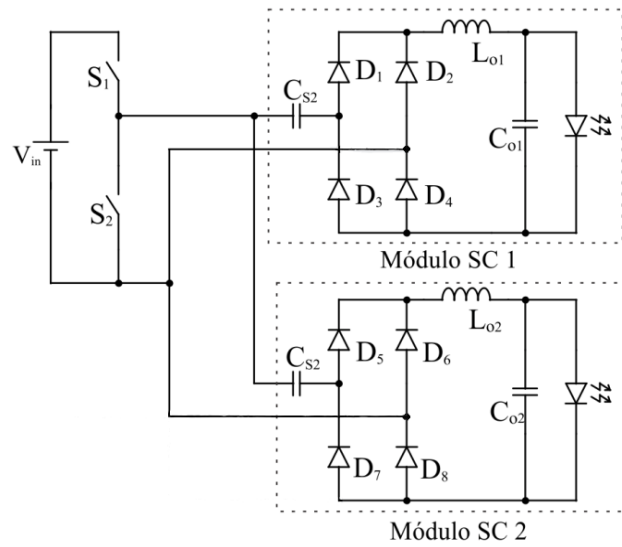 S1
Vin
S2
CS2
D1
D2
D3
D4
Lo1
Co1
Módulo SC 1
CS2
D5
D6
D7
D8
Lo2
Co2
Módulo SC 2